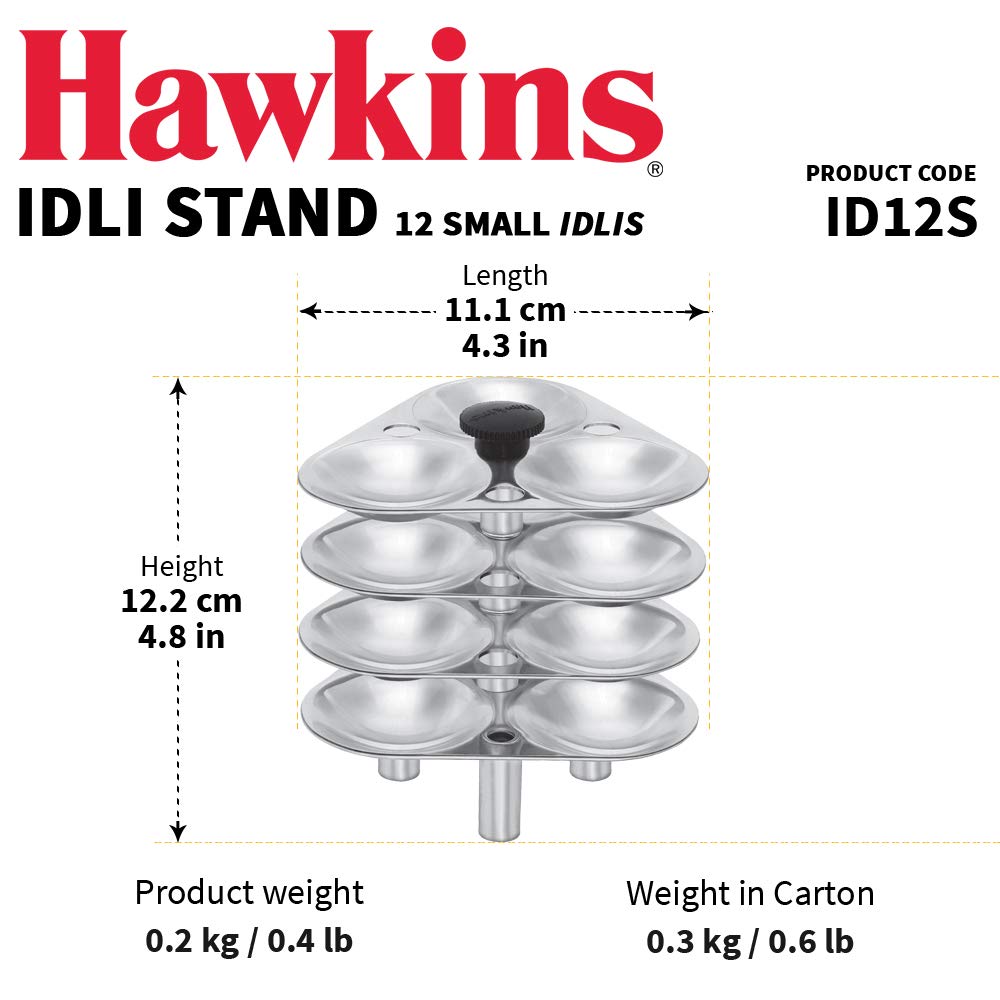 Hawkins®
IDLI STAND 12 SMALL IDLIS
PRODUCT CODE
ID12S
Length
11.1 cm
4.3 in
Height
12.2 cm
4.8 in
Product weight
0.2 kg / 0.4 lb
Weight in Carton
0.3 kg / 0.6 lb